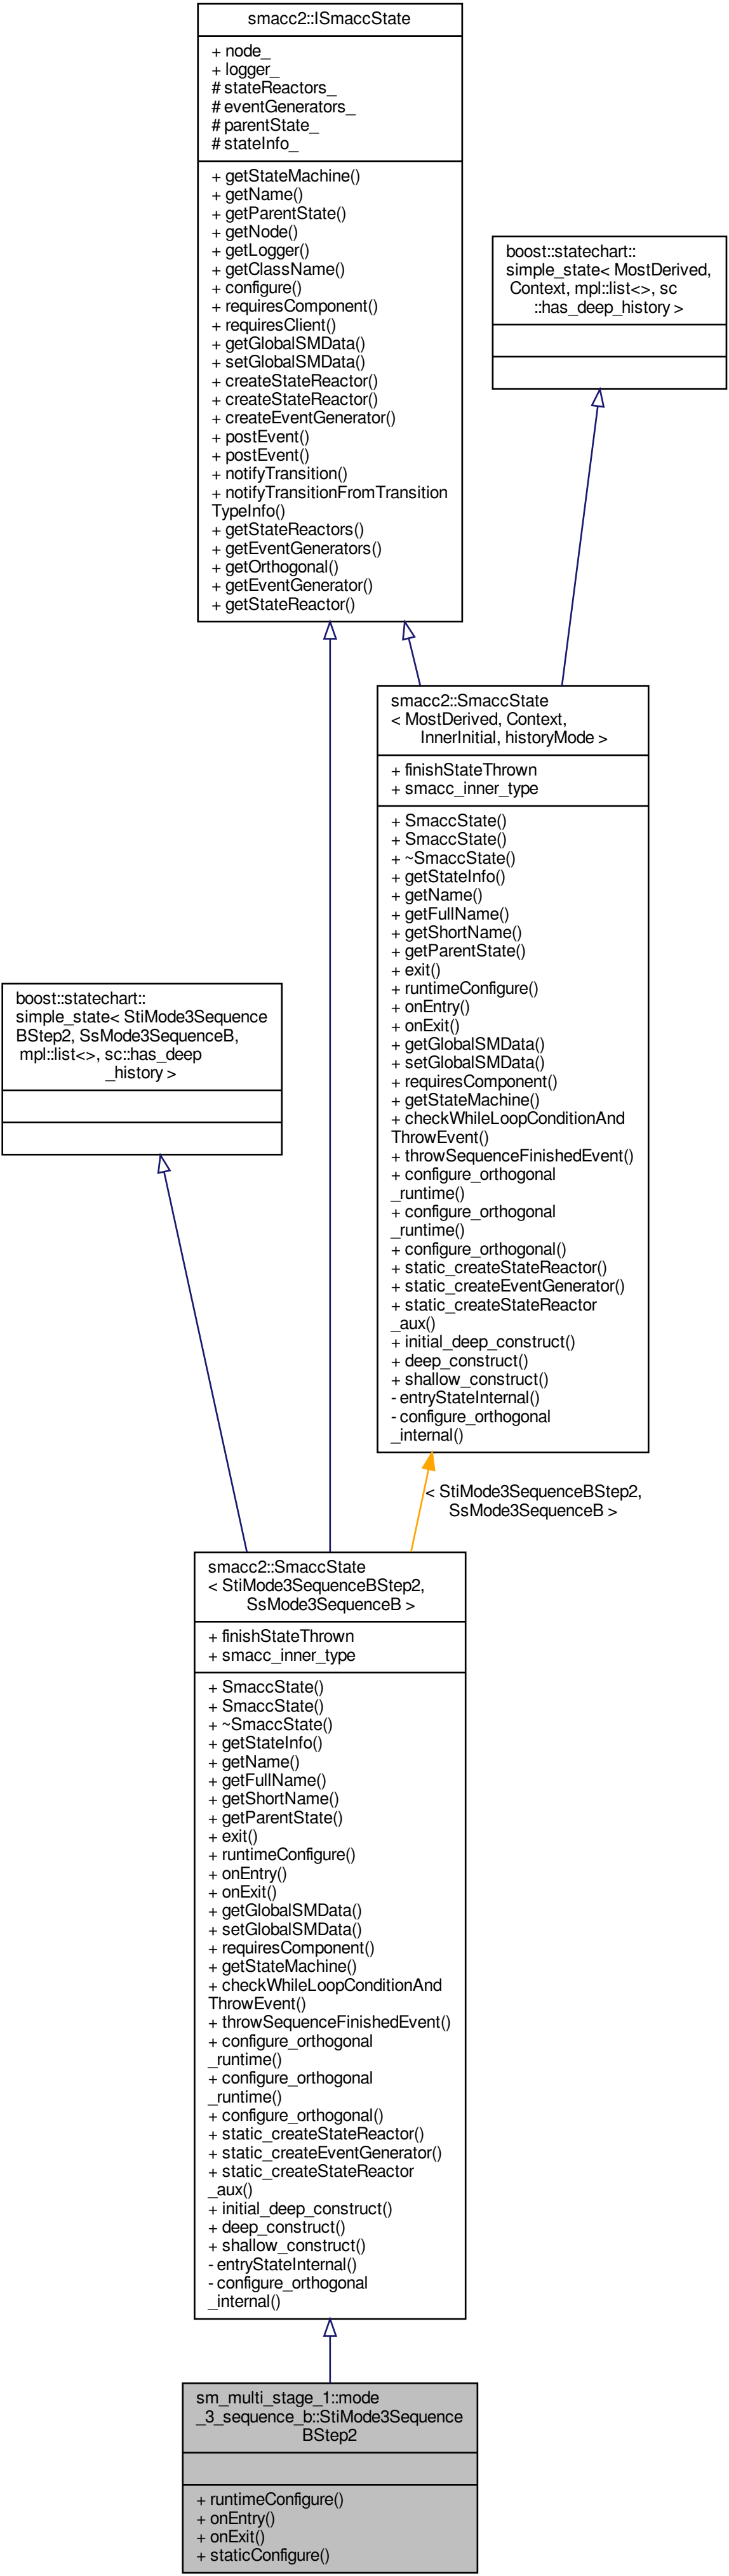 smacc2::ISmaccState
+ node_
+ logger_
# stateReactors_
# eventGenerators_
# parentState_
# stateInfo_
+ getStateMachine()
+ getName()
+ getParentState()
+ getNode()
+ getLogger()
+ getClassName()
+ configure()
+ requiresComponent()
+ requiresClient()
+ getGlobalSMData()
+ setGlobalSMData()
+ createStateReactor()
+ createStateReactor()
+ createEventGenerator()
+ postEvent()
+ postEvent()
+ notifyTransition()
+ notifyTransitionFromTransition
TypeInfo()
+ getStateReactors()
+ getEventGenerators()
+ getOrthogonal()
+ getEventGenerator()
+ getStateReactor()
boost::statechart::
simple_state< MostDerived,
Context, mpl::list<>, sc
::has_deep_history >
smacc2::SmaccState
< MostDerived, Context,
InnerInitial, historyMode >
+ finishStateThrown
+ smacc_inner_type
+ SmaccState()
+ SmaccState()
+ ~SmaccState()
+ getStateInfo()
+ getName()
+ getFullName()
+ getShortName()
+ getParentState()
+ exit()
+ runtimeConfigure()
+ onEntry()
+ onExit()
+ getGlobalSMData()
+ setGlobalSMData()
+ requiresComponent()
+ getStateMachine()
+ checkWhileLoopConditionAnd
ThrowEvent()
+ throwSequenceFinishedEvent()
+ configure_orthogonal
_runtime()
+ configure_orthogonal
_runtime()
+ configure_orthogonal()
+ static_createStateReactor()
+ static_createEventGenerator()
+ static_createStateReactor
_aux()
+ initial_deep_construct()
+ deep_construct()
+ shallow_construct()
- entryStateInternal()
- configure_orthogonal
_internal()
boost::statechart::
simple_state< StiMode3Sequence
BStep2, SsMode3SequenceB,
mpl::list<>, sc::has_deep
_history >
< StiMode3SequenceBStep2,
SsMode3SequenceB >
smacc2::SmaccState
< StiMode3SequenceBStep2,
SsMode3SequenceB >
+ finishStateThrown
+ smacc_inner_type
+ SmaccState()
+ SmaccState()
+ ~SmaccState()
+ getStateInfo()
+ getName()
+ getFullName()
+ getShortName()
+ getParentState()
+ exit()
+ runtimeConfigure()
+ onEntry()
+ onExit()
+ getGlobalSMData()
+ setGlobalSMData()
+ requiresComponent()
+ getStateMachine()
+ checkWhileLoopConditionAnd
ThrowEvent()
+ throwSequenceFinishedEvent()
+ configure_orthogonal
_runtime()
+ configure_orthogonal
_runtime()
+ configure_orthogonal()
+ static_createStateReactor()
+ static_createEventGenerator()
+ static_createStateReactor
_aux()
+ initial_deep_construct()
+ deep_construct()
+ shallow_construct()
- entryStateInternal()
- configure_orthogonal
_internal()
sm_multi_stage_1::mode
_3_sequence_b::StiMode3Sequence
BStep2
+ runtimeConfigure()
+ onEntry()
+ onExit()
+ staticConfigure()